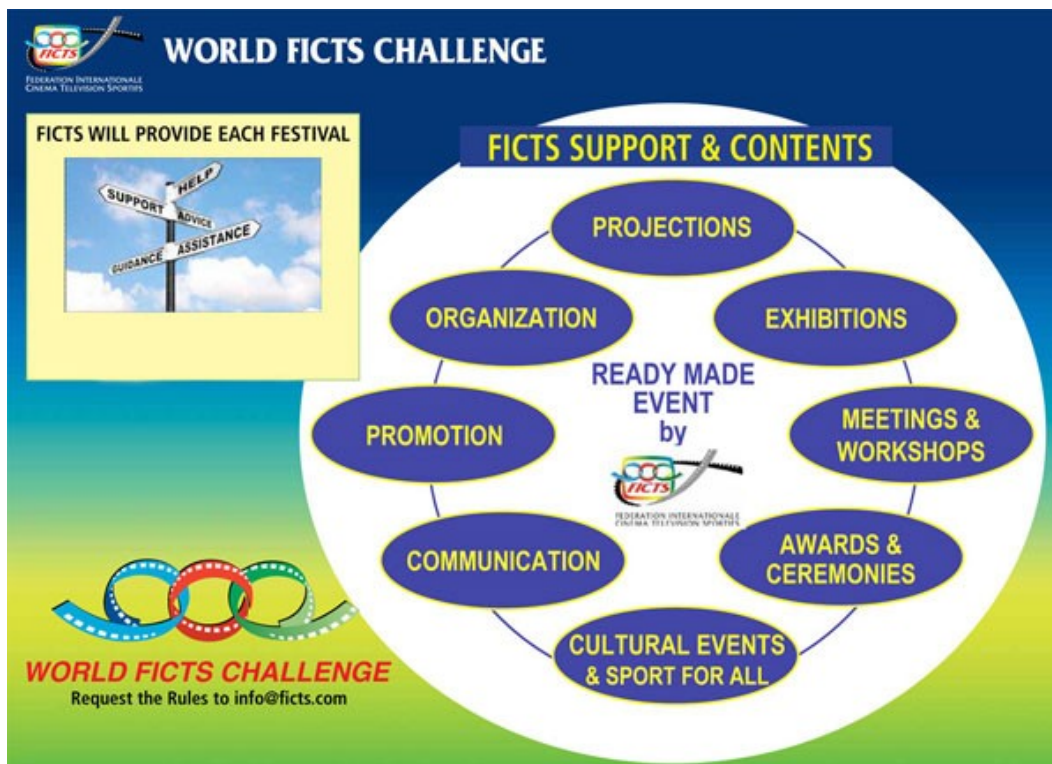 FICTS
FEDERATION INTERNATIONALE
CINEMA TELEVISION SPORTIFS
WORLD FICTS CHALLENGE
FICTS WILL PROVIDE EACH FESTIVAL
HELP
SUPPORT
ADVICE
ASSISTANCE
GUIDANCE
FICTS SUPPORT & CONTENTS
PROJECTIONS
ORGANIZATION
EXHIBITIONS
READY MADE
EVENT
by
FICTS
FEDERATION INTERNATIONALE
CINEMA TELEVISION SPORTIFS
PROMOTION
MEETINGS &
WORKSHOPS
COMMUNICATION
AWARDS &
CEREMONIES
CULTURAL EVENTS
& SPORT FOR ALL
WORLD FICTS CHALLENGE
Request the Rules to info@ficts.com